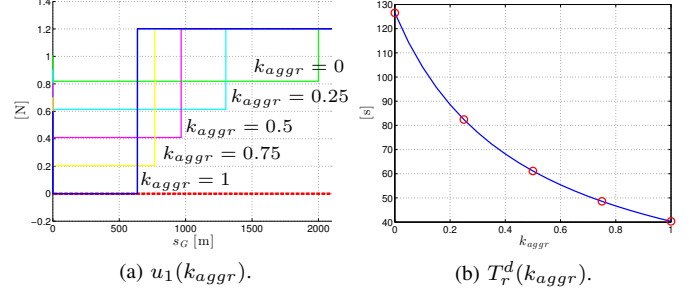 1.4
1.2
1
0.8
0.6
0.4
0.2
0
−0.2
[N]
0 500 1000 1500 2000
s_G [m]
k_aggr = 0
k_aggr = 0.25
k_aggr = 0.5
k_aggr = 0.75
k_aggr = 1
(a) u_1(k_aggr).
130
120
110
100
90
80
70
60
50
40
[s]
0 0.2 0.4 0.6 0.8 1
k_aggr
(b) T_r^d(k_aggr).